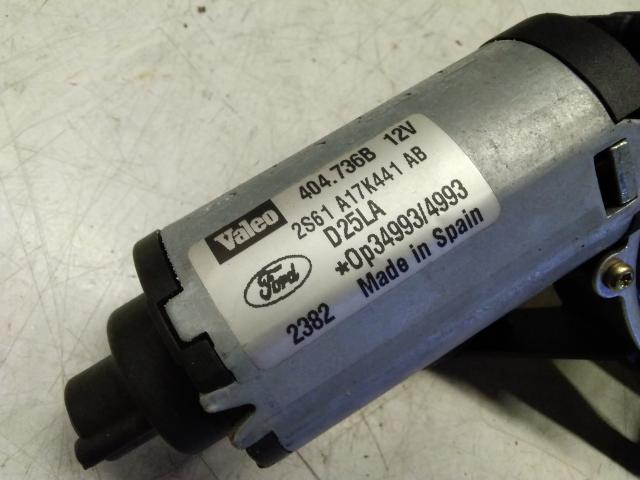 Valeo 404.736B 12V
2S61 A17K441 AB
D25LA
Ford *Op34993/4993
2382 Made in Spain